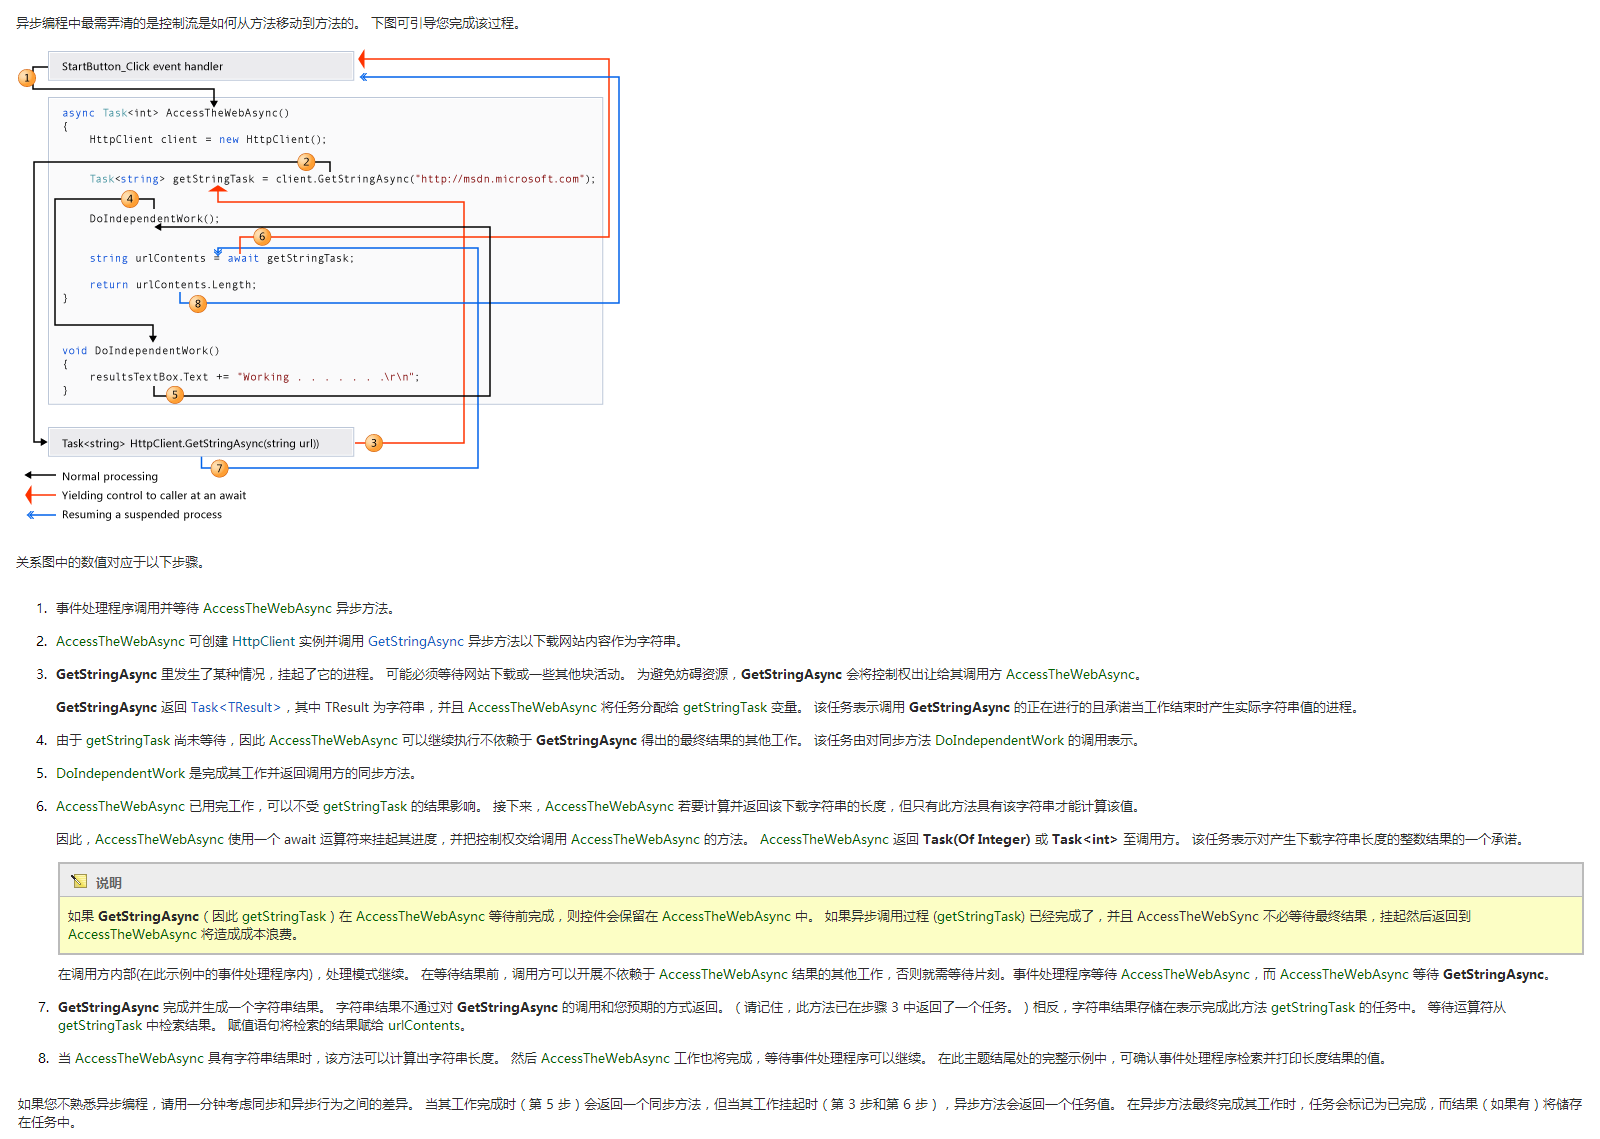 异步编程中最需弄清的是控制流是如何从方法移动到方法的。 下图可引导您完成该过程。
StartButton_Click event handler
1
async Task<int> AccessTheWebAsync()
{
HttpClient client = new HttpClient();
2
Task<string> getStringTask = client.GetStringAsync("http://msdn.microsoft.com");
4
DoIndependentWork();
6
string urlContents = await getStringTask;
return urlContents.Length;
}
8
void DoIndependentWork()
{
resultsTextBox.Text += "Working . . . . . . .\r\n";
}
5
Task<string> HttpClient.GetStringAsync(string url))
3
7
Normal processing
Yielding control to caller at an await
Resuming a suspended process
关系图中的数值对应于以下步骤。
1. 事件处理程序调用并等待 AccessTheWebAsync 异步方法。
2. AccessTheWebAsync 可创建 HttpClient 实例并调用 GetStringAsync 异步方法以下载网站内容作为字符串。
3. GetStringAsync 里发生了某种情况，挂起了它的进程。 可能必须等待网站下载或一些其他块活动。 为避免妨碍资源，GetStringAsync 会将控制权出让给其调用方 AccessTheWebAsync。
GetStringAsync 返回 Task<TResult>，其中 TResult 为字符串，并且 AccessTheWebAsync 将任务分配给 getStringTask 变量。 该任务表示调用 GetStringAsync 的正在进行的且承诺当工作结束时产生实际字符串值的进程。
4. 由于 getStringTask 尚未等待，因此 AccessTheWebAsync 可以继续执行不依赖于 GetStringAsync 得出的最终结果的其他工作。 该任务由对同步方法 DoIndependentWork 的调用表示。
5. DoIndependentWork 是完成其工作并返回调用方的同步方法。
6. AccessTheWebAsync 已用完工作，可以不受 getStringTask 的结果影响。 接下来，AccessTheWebAsync 若要计算并返回该下载字符串的长度，但只有此方法具有该字符串才能计算该值。
因此，AccessTheWebAsync 使用一个 await 运算符来挂起其进度，并把控制权交给调用 AccessTheWebAsync 的方法。 AccessTheWebAsync 返回 Task(Of Integer) 或 Task<int> 至调用方。 该任务表示对产生下载字符串长度的整数结果的一个承诺。
说明
如果 GetStringAsync（因此 getStringTask）在 AccessTheWebAsync 等待前完成，则控件会保留在 AccessTheWebAsync 中。 如果异步调用过程 (getStringTask) 已经完成了，并且 AccessTheWebSync 不必等待最终结果，挂起然后返回到
AccessTheWebAsync 将造成成本浪费。
在调用方内部(在此示例中的事件处理程序内)，处理模式继续。 在等待结果前，调用方可以开展不依赖于 AccessTheWebAsync 结果的其他工作，否则就需等待片刻。事件处理程序等待 AccessTheWebAsync，而 AccessTheWebAsync 等待 GetStringAsync。
7. GetStringAsync 完成并生成一个字符串结果。 字符串结果不通过对 GetStringAsync 的调用和您预期的方式返回。（请记住，此方法已在步骤 3 中返回了一个任务。）相反，字符串结果存储在表示完成此方法 getStringTask 的任务中。 等待运算符从
getStringTask 中检索结果。 赋值语句将检索的结果赋给 urlContents。
8. 当 AccessTheWebAsync 具有字符串结果时，该方法可以计算出字符串长度。 然后 AccessTheWebAsync 工作也将完成，等待事件处理程序可以继续。 在此主题结尾处的完整示例中，可确认事件处理程序检索并打印长度结果的值。
如果您不熟悉异步编程，请用一分钟考虑同步和异步行为之间的差异。 当其工作完成时（第 5 步）会返回一个同步方法，但当其工作挂起时（第 3 步和第 6 步），异步方法会返回一个任务值。 在异步方法最终完成其工作时，任务会标记为已完成，而结果（如果有）将储存
在任务中。